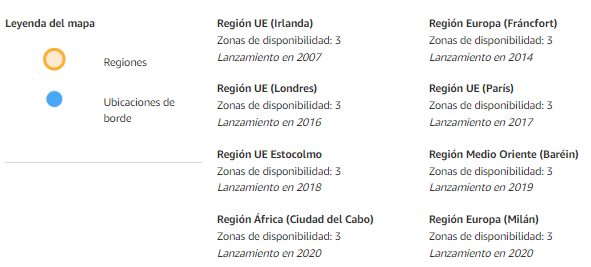 Leyenda del mapa
Regiones
Ubicaciones de
borde
Región UE (Irlanda)
Zonas de disponibilidad: 3
Lanzamiento en 2007
Región Europa (Fráncfort)
Zonas de disponibilidad: 3
Lanzamiento en 2014
Región UE (Londres)
Zonas de disponibilidad: 3
Lanzamiento en 2016
Región UE (París)
Zonas de disponibilidad: 3
Lanzamiento en 2017
Región UE Estocolmo
Zonas de disponibilidad: 3
Lanzamiento en 2018
Región Medio Oriente (Baréin)
Zonas de disponibilidad: 3
Lanzamiento en 2019
Región África (Ciudad del Cabo)
Zonas de disponibilidad: 3
Lanzamiento en 2020
Región Europa (Milán)
Zonas de disponibilidad: 3
Lanzamiento en 2020